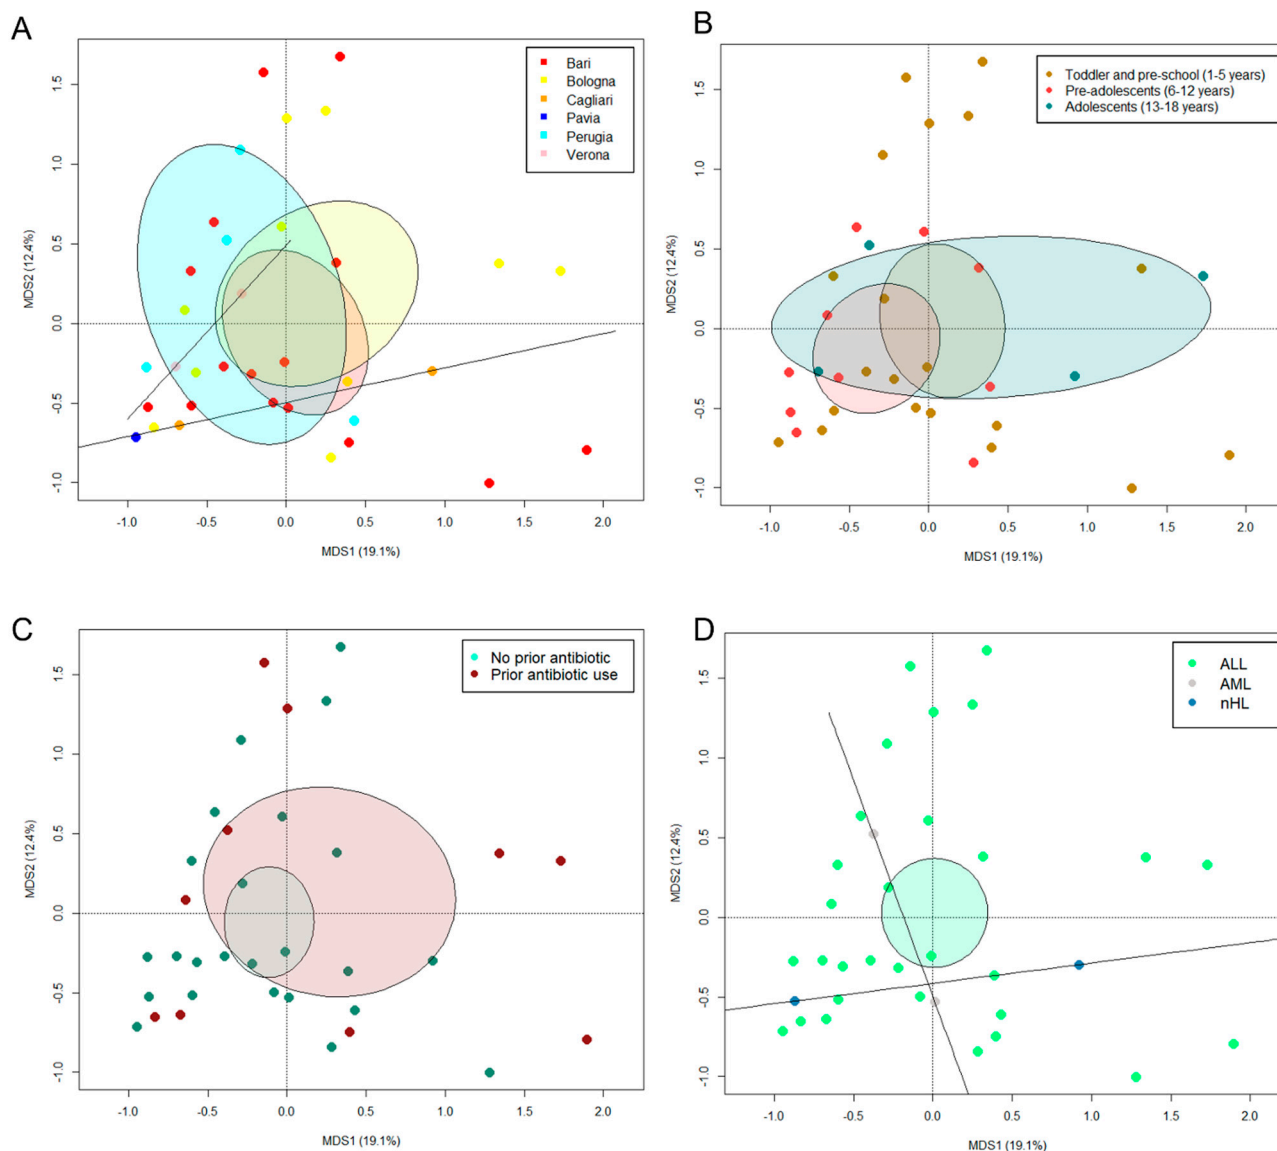 A
Bari
Bologna
Cagliari
Pavia
Perugia
Verona
1.5
1.0
0.5
0.0
-0.5
-1.0
MDS2 (12.4%)
-1.0 -0.5 0.0 0.5 1.0 1.5 2.0
MDS1 (19.1%)
B
Toddler and pre-school (1-5 years)
Pre-adolescents (6-12 years)
Adolescents (13-18 years)
1.5
1.0
0.5
0.0
-0.5
-1.0
MDS2 (12.4%)
-1.0 -0.5 0.0 0.5 1.0 1.5 2.0
MDS1 (19.1%)
C
No prior antibiotic
Prior antibiotic use
1.5
1.0
0.5
0.0
-0.5
-1.0
MDS2 (12.4%)
-1.0 -0.5 0.0 0.5 1.0 1.5 2.0
MDS1 (19.1%)
D
ALL
AML
nHL
1.5
1.0
0.5
0.0
-0.5
-1.0
MDS2 (12.4%)
-1.0 -0.5 0.0 0.5 1.0 1.5 2.0
MDS1 (19.1%)